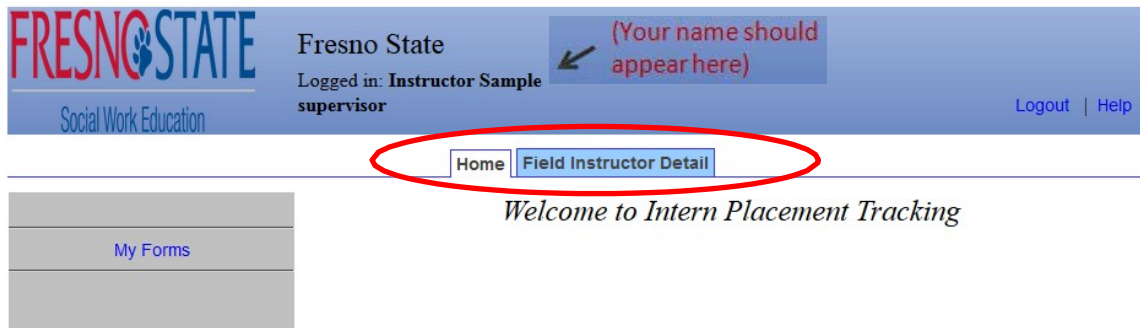 FRESNO STATE
Social Work Education
Fresno State
Logged in: Instructor Sample
supervisor
(Your name should
appear here)
Logout | Help
Home Field Instructor Detail
My Forms
Welcome to Intern Placement Tracking